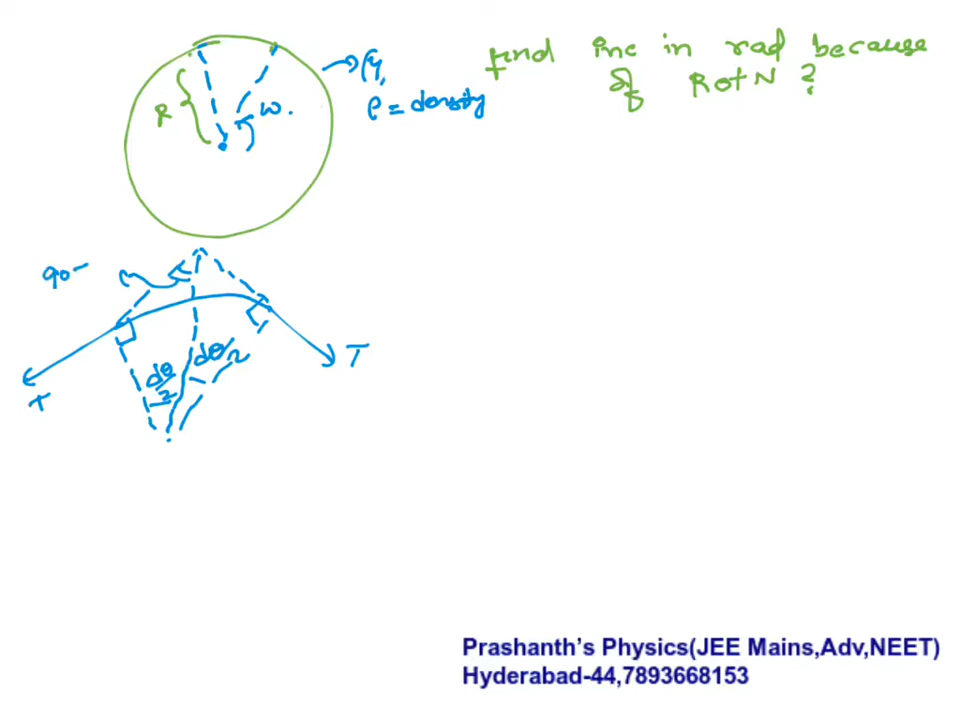 find inc in rad because
of RotN ?
R
ω.
ρ = density
90 -
dθ/2
dθ/2
T
T
Prashanth's Physics(JEE Mains,Adv,NEET)
Hyderabad-44,7893668153